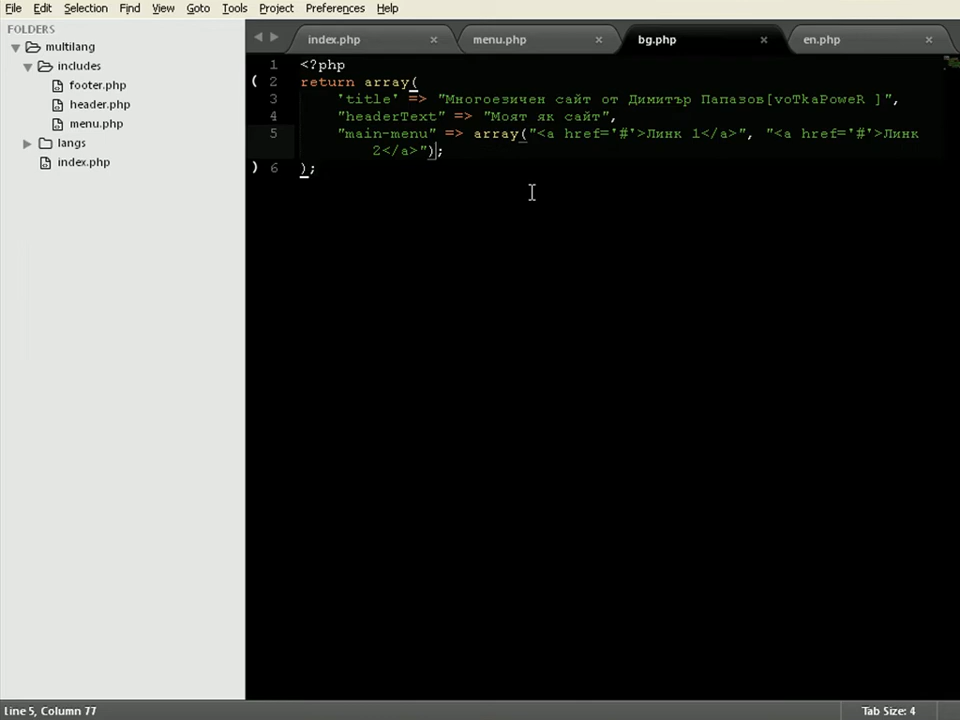 File Edit Selection Find View Goto Tools Project Preferences Help
FOLDERS
multilang
includes
footer.php
header.php
menu.php
langs
index.php
index.php × menu.php × bg.php × en.php ×
1 <?php
2 return array(
3 'title' => "Многоезичен сайт от Димитър Папазов[voTkaPoweR ]",
4 "headerText" => "Моят як сайт",
5 "main-menu" => array("<a href='#'>Линк 1</a>", "<a href='#'>Линк
2</a>");
6 );
Line 5, Column 77
Tab Size: 4